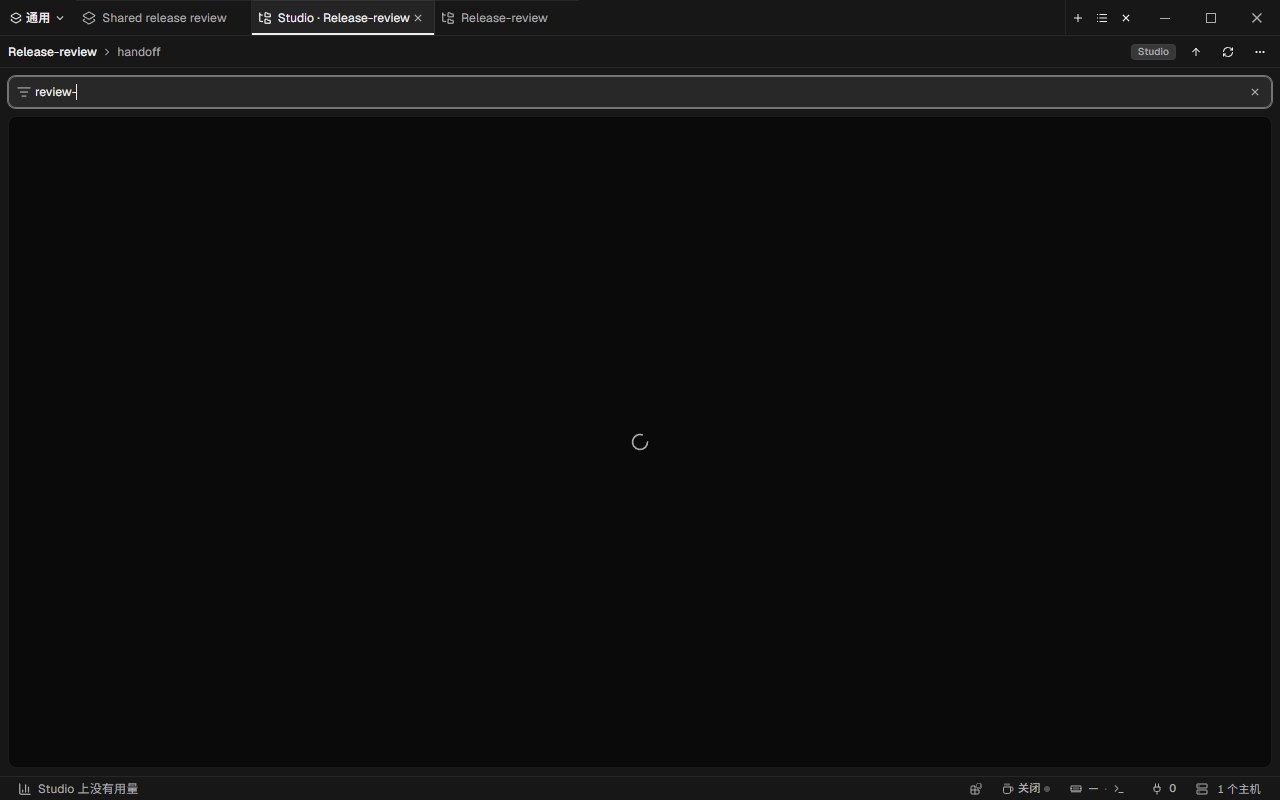 通用 Shared release review Studio · Release-review Release-review
Release-review > handoff Studio
review-
Studio 上没有用量 关闭 0 1 个主机